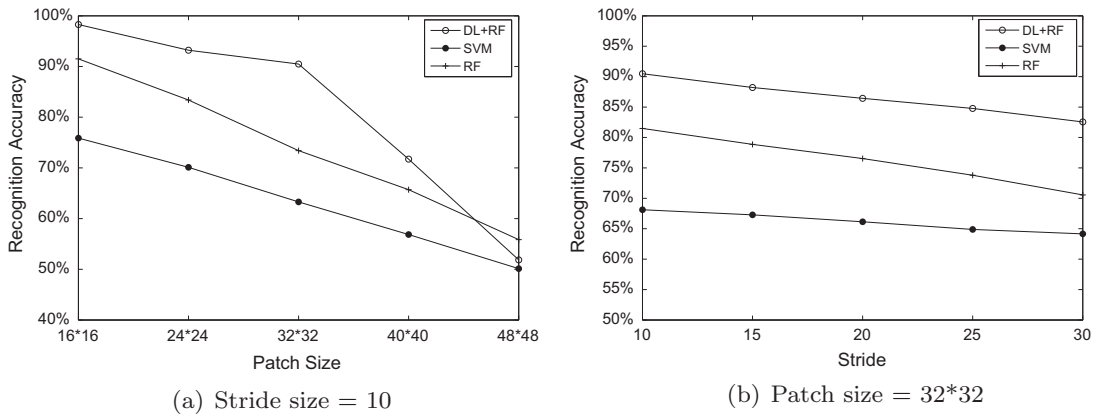 100%
90%
80%
70%
60%
50%
40%
Recognition Accuracy
DL+RF
SVM
RF
16*16 24*24 32*32 40*40 48*48
Patch Size
(a) Stride size = 10
100%
95%
90%
85%
80%
75%
70%
65%
60%
55%
50%
Recognition Accuracy
DL+RF
SVM
RF
10 15 20 25 30
Stride
(b) Patch size = 32*32